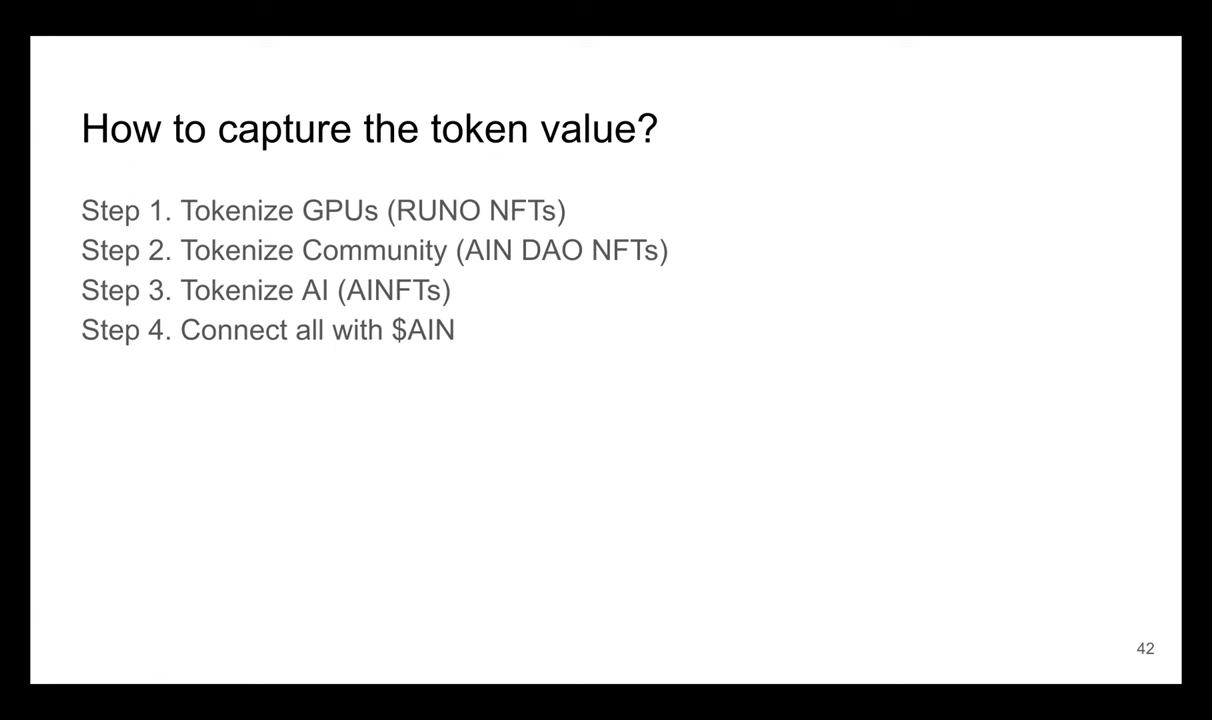 How to capture the token value?
Step 1. Tokenize GPUs (RUNO NFTs)
Step 2. Tokenize Community (AIN DAO NFTs)
Step 3. Tokenize AI (AINFTs)
Step 4. Connect all with $AIN
42